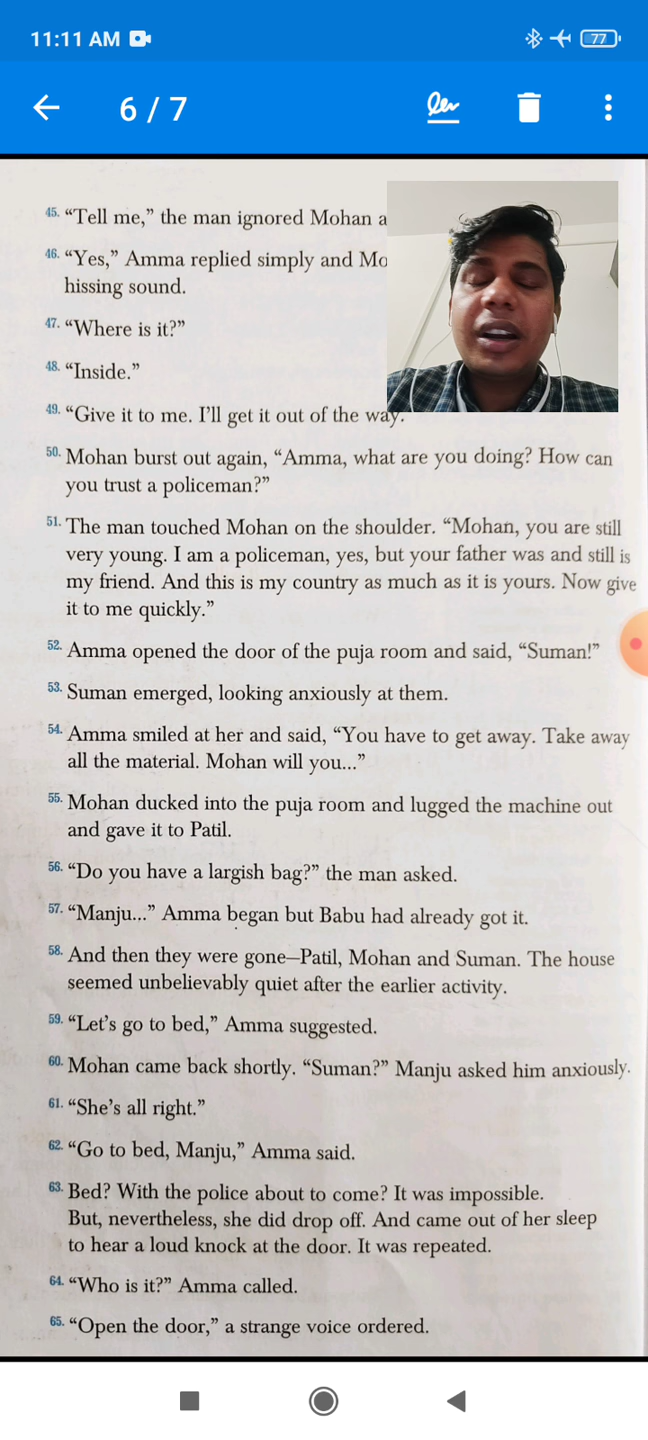 11:11 AM
77
6 / 7
45. “Tell me,” the man ignored Mohan a
46. “Yes,” Amma replied simply and Mo
hissing sound.
47. “Where is it?”
48. “Inside.”
49. “Give it to me. I’ll get it out of the way.
50. Mohan burst out again, “Amma, what are you doing? How can
you trust a policeman?”
51. The man touched Mohan on the shoulder. “Mohan, you are still
very young. I am a policeman, yes, but your father was and still is
my friend. And this is my country as much as it is yours. Now give
it to me quickly.”
52. Amma opened the door of the puja room and said, “Suman!”
53. Suman emerged, looking anxiously at them.
54. Amma smiled at her and said, “You have to get away. Take away
all the material. Mohan will you...”
55. Mohan ducked into the puja room and lugged the machine out
and gave it to Patil.
56. “Do you have a largish bag?” the man asked.
57. “Manju...” Amma began but Babu had already got it.
58. And then they were gone—Patil, Mohan and Suman. The house
seemed unbelievably quiet after the earlier activity.
59. “Let’s go to bed,” Amma suggested.
60. Mohan came back shortly. “Suman?” Manju asked him anxiously.
61. “She’s all right.”
62. “Go to bed, Manju,” Amma said.
63. Bed? With the police about to come? It was impossible.
But, nevertheless, she did drop off. And came out of her sleep
to hear a loud knock at the door. It was repeated.
64. “Who is it?” Amma called.
65. “Open the door,” a strange voice ordered.